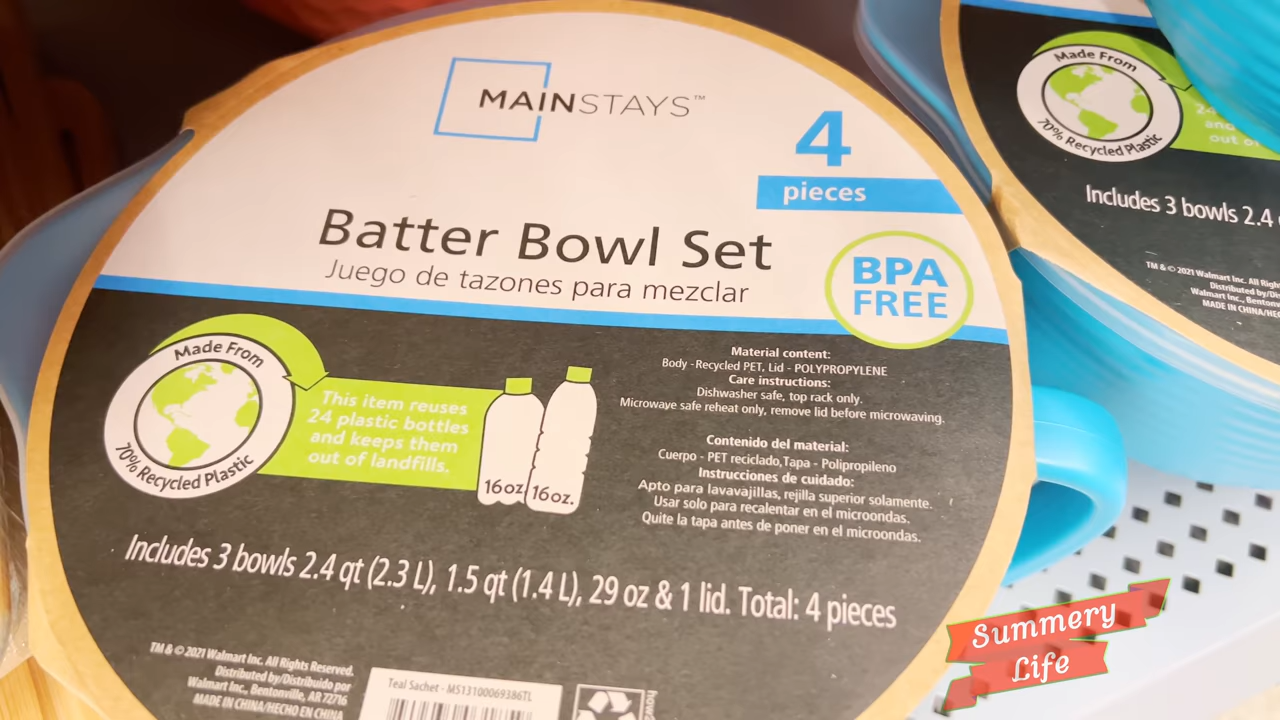 MAINSTAYS™
4
pieces
Batter Bowl Set
Juego de tazones para mezclar
BPA
FREE
Made From
70% Recycled Plastic
This item reuses
24 plastic bottles
and keeps them
out of landfills.
16oz
16oz.
Material content:
Body -Recycled PET, Lid - POLYPROPYLENE
Care instructions:
Dishwasher safe, top rack only.
Microwave safe reheat only, remove lid before microwaving.
Contenido del material:
Cuerpo - PET reciclado,Tapa - Polipropileno
Instrucciones de cuidado:
Apto para lavavajillas, rejilla superior solamente.
Usar solo para recalentar en el microondas.
Quite la tapa antes de poner en el microondas.
Includes 3 bowls 2.4 qt (2.3 L), 1.5 qt (1.4 L), 29 oz & 1 lid. Total: 4 pieces
TM & © 2021 Walmart Inc. All Rights Reserved.
Distributed by/Distribuido por
Walmart Inc., Bentonville, AR 72716
MADE IN CHINA/HECHO EN CHINA
Teal Sachet - MS13100069386TL
Made From
70% Recycled Plastic
24
out of
Includes 3 bowls 2.4
TM & © 2021 Walmart Inc. All
Distributed by
Walmart Inc.,
MADE IN
Summery
Life